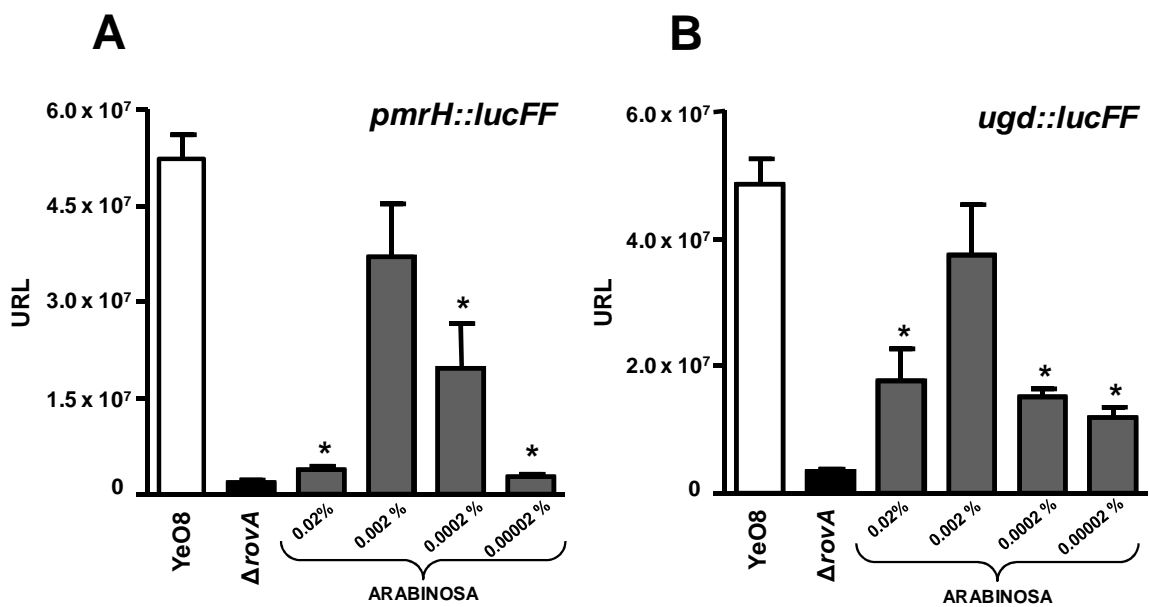 A
pmrH::lucFF
6.0 x 10⁷
4.5 x 10⁷
3.0 x 10⁷
1.5 x 10⁷
0
URL
*
*
*
YeO8
ΔrovA
0.02%
0.002 %
0.0002 %
0.00002 %
ARABINOSA
B
ugd::lucFF
6.0 x 10⁷
4.0 x 10⁷
2.0 x 10⁷
0
URL
*
*
*
YeO8
ΔrovA
0.02%
0.002 %
0.0002 %
0.00002 %
ARABINOSA